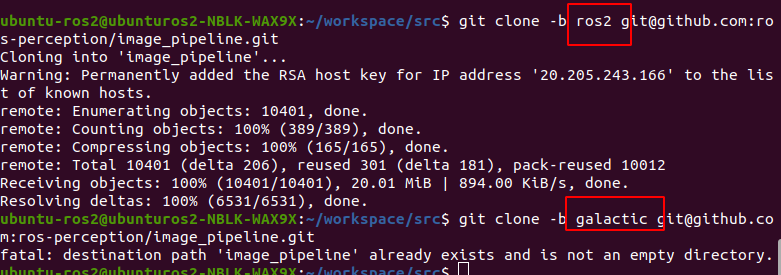 ubuntu-ros2@ubunturos2-NBLK-WAX9X:~/workspace/src$ git clone -b ros2 git@github.com:ro
s-perception/image_pipeline.git
Cloning into 'image_pipeline'...
Warning: Permanently added the RSA host key for IP address '20.205.243.166' to the lis
t of known hosts.
remote: Enumerating objects: 10401, done.
remote: Counting objects: 100% (389/389), done.
remote: Compressing objects: 100% (165/165), done.
remote: Total 10401 (delta 206), reused 301 (delta 181), pack-reused 10012
Receiving objects: 100% (10401/10401), 20.01 MiB | 894.00 KiB/s, done.
Resolving deltas: 100% (6531/6531), done.
ubuntu-ros2@ubunturos2-NBLK-WAX9X:~/workspace/src$ git clone -b galactic git@github.co
m:ros-perception/image_pipeline.git
fatal: destination path 'image_pipeline' already exists and is not an empty directory.
ubuntu-ros2@ubunturos2-NBLK-WAX9X:~/workspace/src$